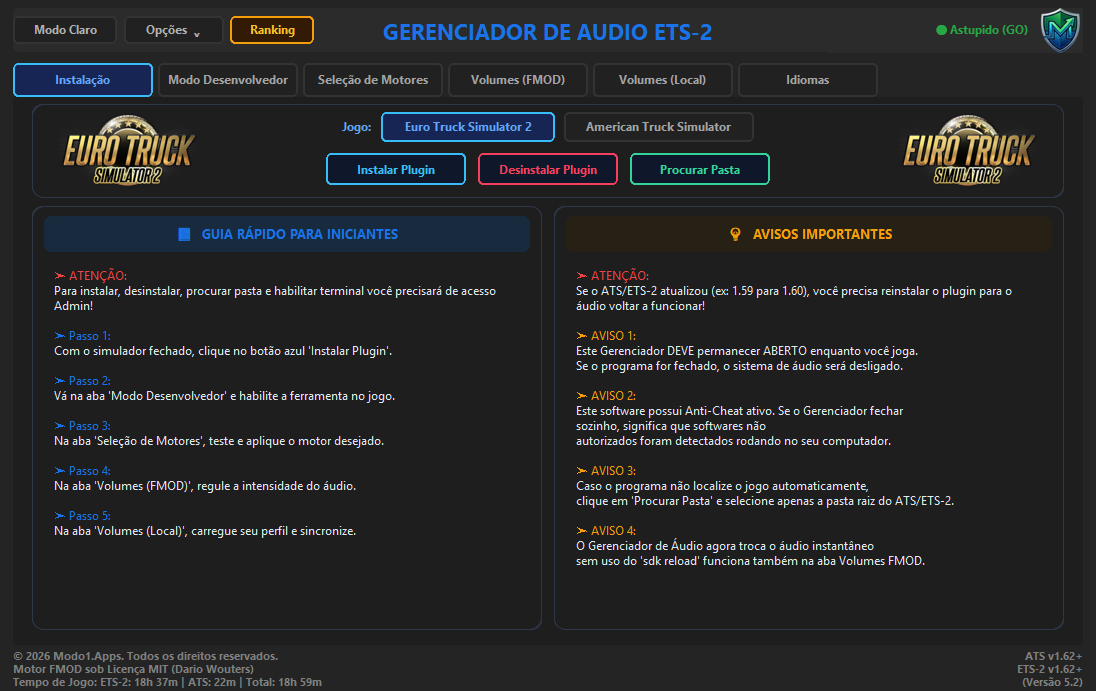 Modo Claro
Opções
Ranking
GERENCIADOR DE AUDIO ETS-2
Astupido (GO)
Instalação
Modo Desenvolvedor
Seleção de Motores
Volumes (FMOD)
Volumes (Local)
Idiomas
EURO TRUCK
SIMULATOR 2
Jogo:
Euro Truck Simulator 2
American Truck Simulator
Instalar Plugin
Desinstalar Plugin
Procurar Pasta
EURO TRUCK
SIMULATOR 2
GUIA RÁPIDO PARA INICIANTES
➣ ATENÇÃO:
Para instalar, desinstalar, procurar pasta e habilitar terminal você precisará de acesso
Admin!
➣ Passo 1:
Com o simulador fechado, clique no botão azul 'Instalar Plugin'.
➣ Passo 2:
Vá na aba 'Modo Desenvolvedor' e habilite a ferramenta no jogo.
➣ Passo 3:
Na aba 'Seleção de Motores', teste e aplique o motor desejado.
➣ Passo 4:
Na aba 'Volumes (FMOD)', regule a intensidade do áudio.
➣ Passo 5:
Na aba 'Volumes (Local)', carregue seu perfil e sincronize.
AVISOS IMPORTANTES
➣ ATENÇÃO:
Se o ATS/ETS-2 atualizou (ex: 1.59 para 1.60), você precisa reinstalar o plugin para o
áudio voltar a funcionar!
➣ AVISO 1:
Este Gerenciador DEVE permanecer ABERTO enquanto você joga.
Se o programa for fechado, o sistema de áudio será desligado.
➣ AVISO 2:
Este software possui Anti-Cheat ativo. Se o Gerenciador fechar
sozinho, significa que softwares não
autorizados foram detectados rodando no seu computador.
➣ AVISO 3:
Caso o programa não localize o jogo automaticamente,
clique em 'Procurar Pasta' e selecione apenas a pasta raiz do ATS/ETS-2.
➣ AVISO 4:
O Gerenciador de Áudio agora troca o áudio instantâneo
sem uso do 'sdk reload' funciona também na aba Volumes FMOD.
© 2026 Modo1.Apps. Todos os direitos reservados.
Motor FMOD sob Licença MIT (Dario Wouters)
Tempo de Jogo: ETS-2: 18h 37m | ATS: 22m | Total: 18h 59m
ATS v1.62+
ETS-2 v1.62+
(Versão 5.2)